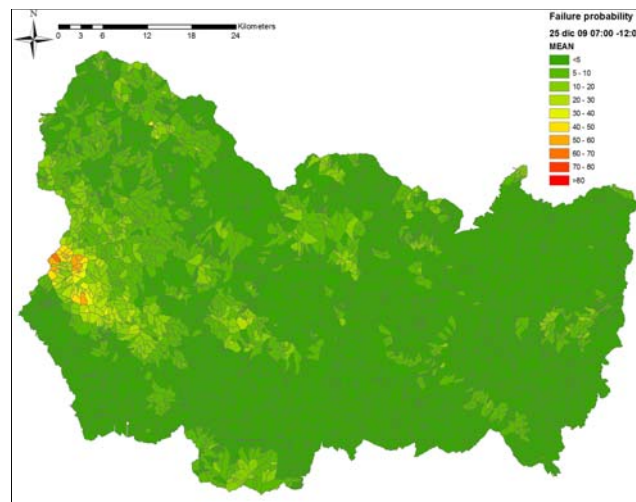 Kilometers
0 3 6 12 18 24
Failure probability
25 dic 09 07:00 -12:0
MEAN
<5
5 - 10
10 - 20
20 - 30
30 - 40
40 - 50
50 - 60
60 - 70
70 - 80
>80